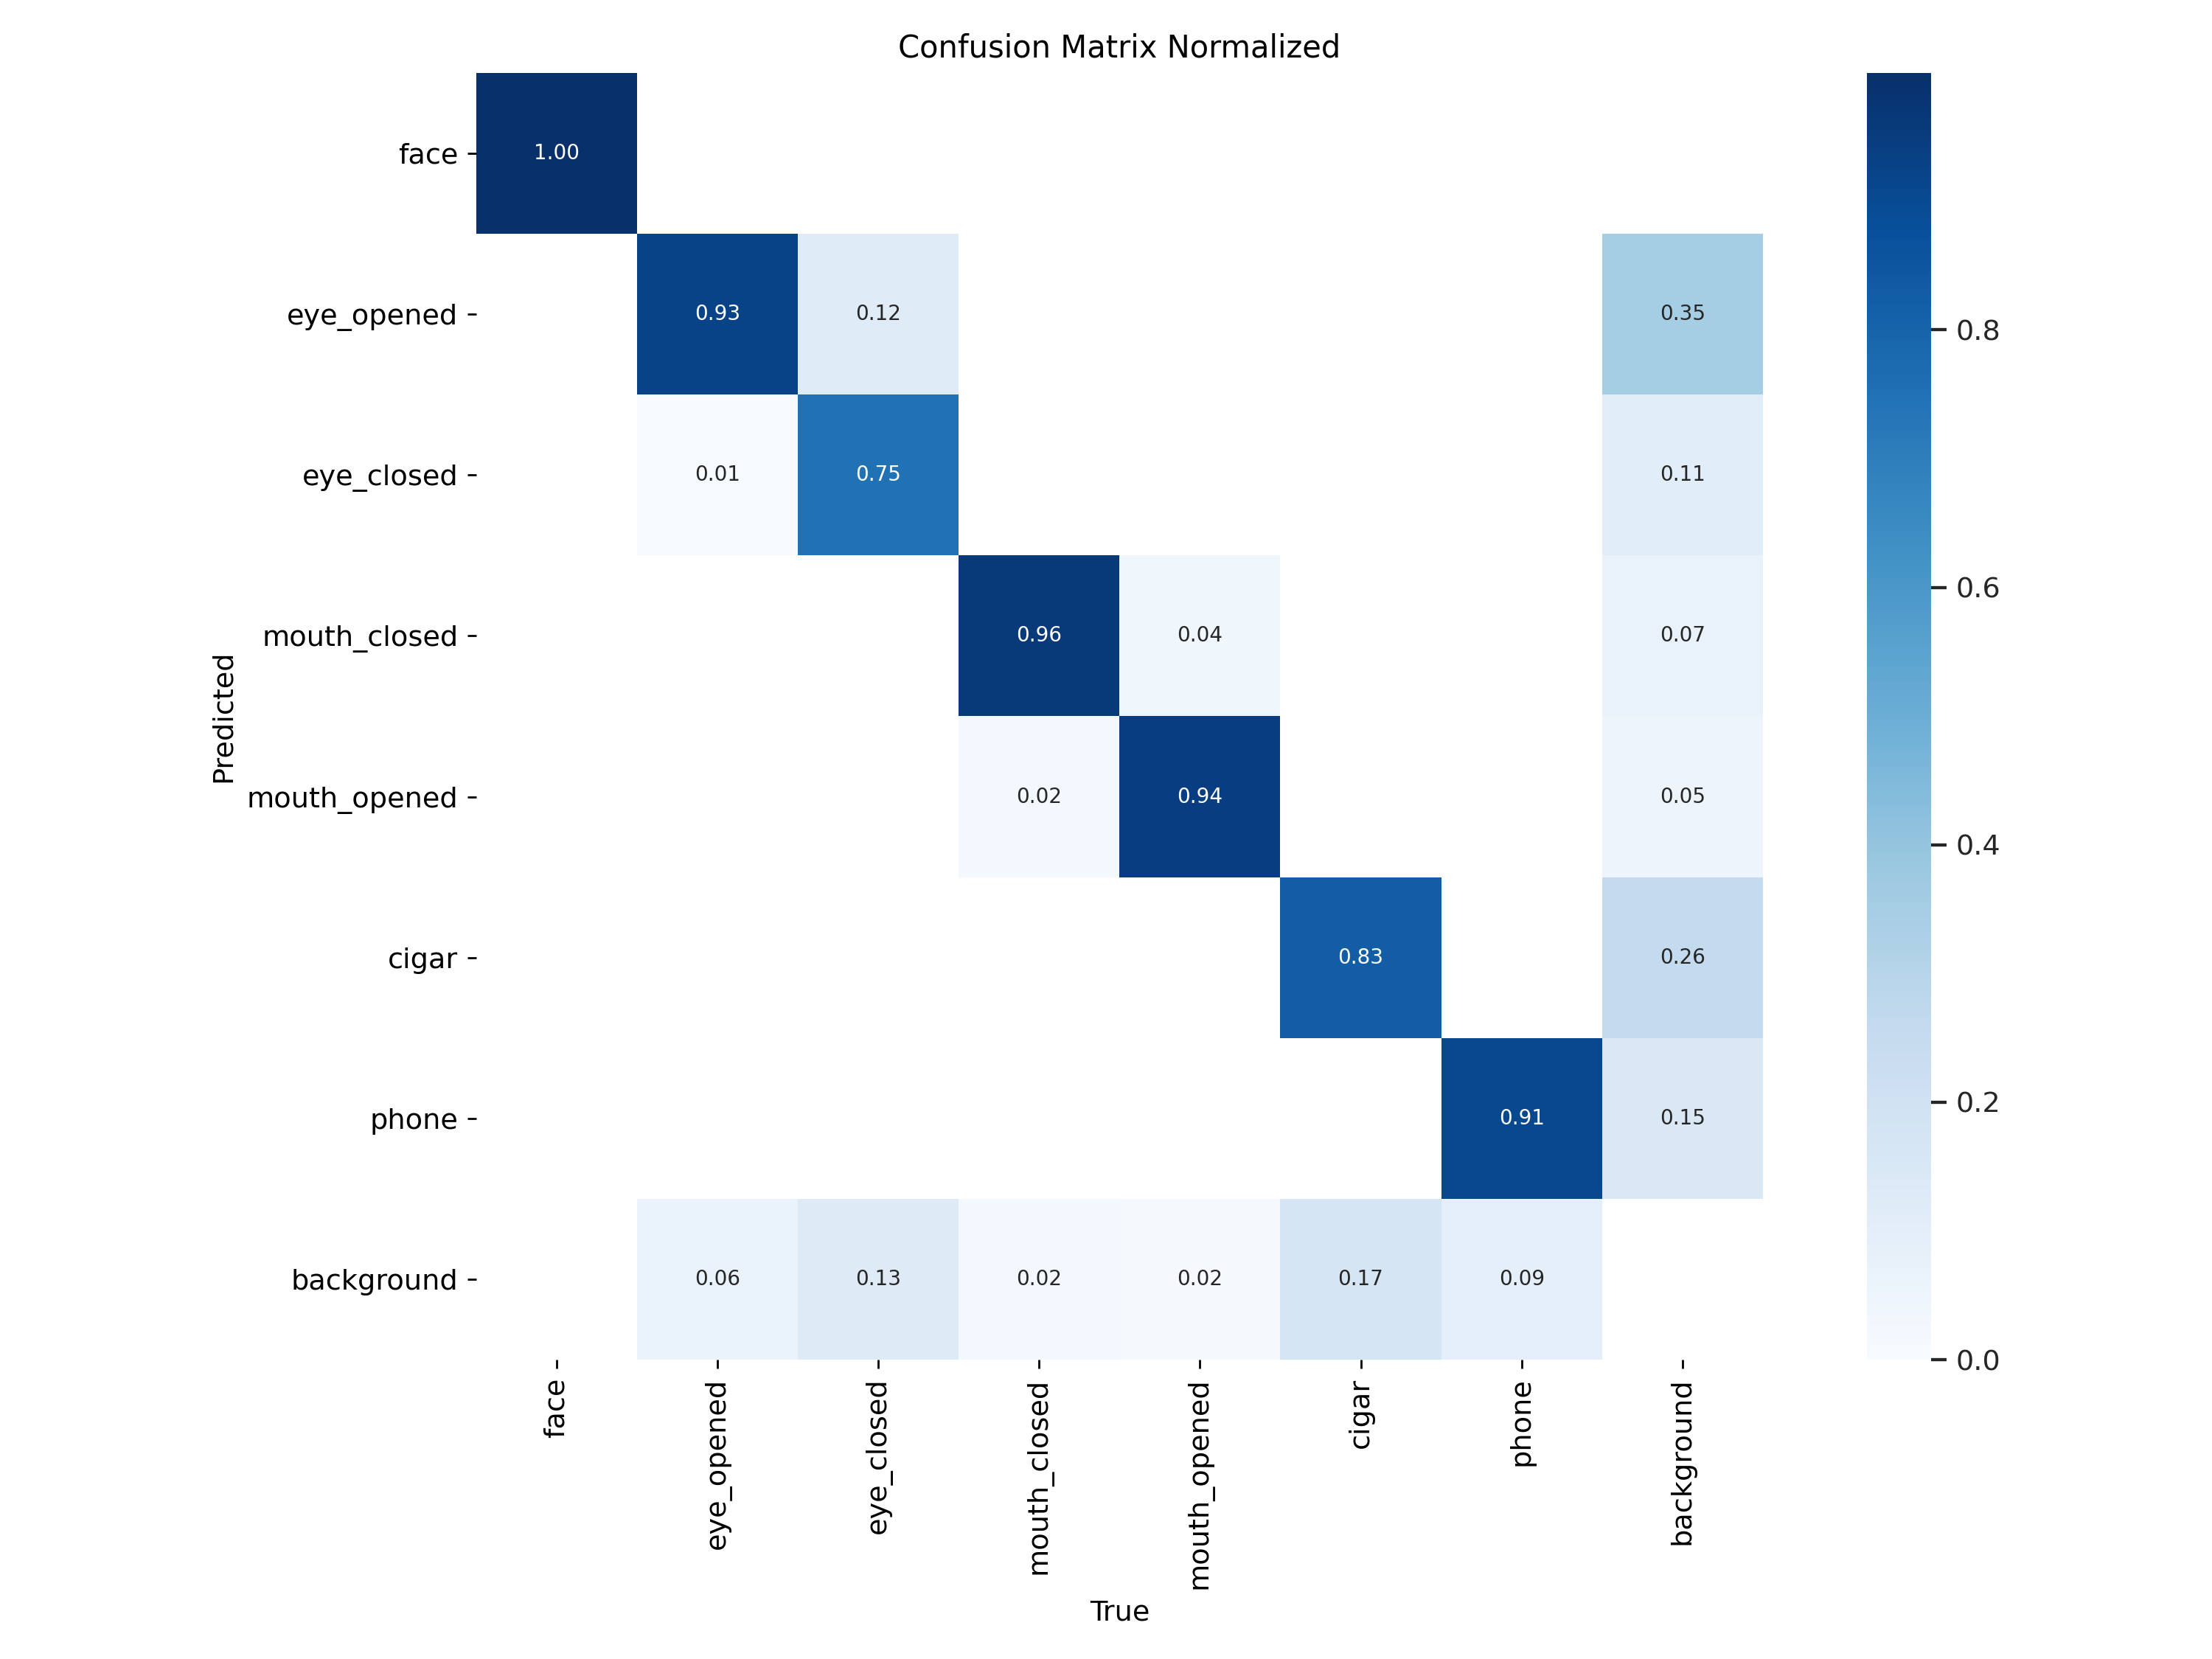 Confusion Matrix Normalized
face
1.00
eye_opened
0.93
0.12
0.35
0.8
eye_closed
0.01
0.75
0.11
0.6
mouth_closed
0.96
0.04
0.07
Predicted
mouth_opened
0.02
0.94
0.05
0.4
cigar
0.83
0.26
phone
0.91
0.15
0.2
background
0.06
0.13
0.02
0.02
0.17
0.09
0.0
face
eye_opened
eye_closed
mouth_closed
mouth_opened
cigar
phone
background
True